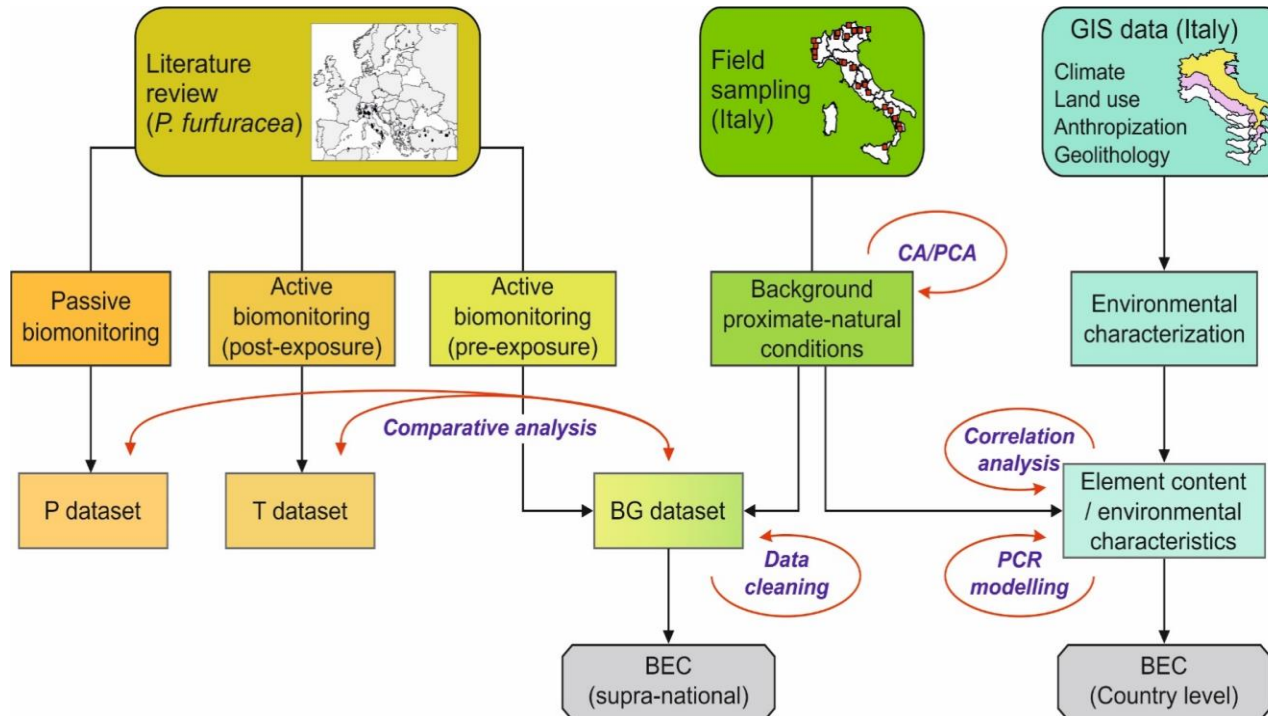 Literature
review
(P. furfuracea)
Field
sampling
(Italy)
GIS data (Italy)
Climate
Land use
Anthropization
Geolithology
CA/PCA
Passive
biomonitoring
Active
biomonitoring
(post-exposure)
Active
biomonitoring
(pre-exposure)
Background
proximate-natural
conditions
Environmental
characterization
Comparative analysis
Correlation
analysis
P dataset
T dataset
BG dataset
Element content
/ environmental
characteristics
Data
cleaning
PCR
modelling
BEC
(supra-national)
BEC
(Country level)